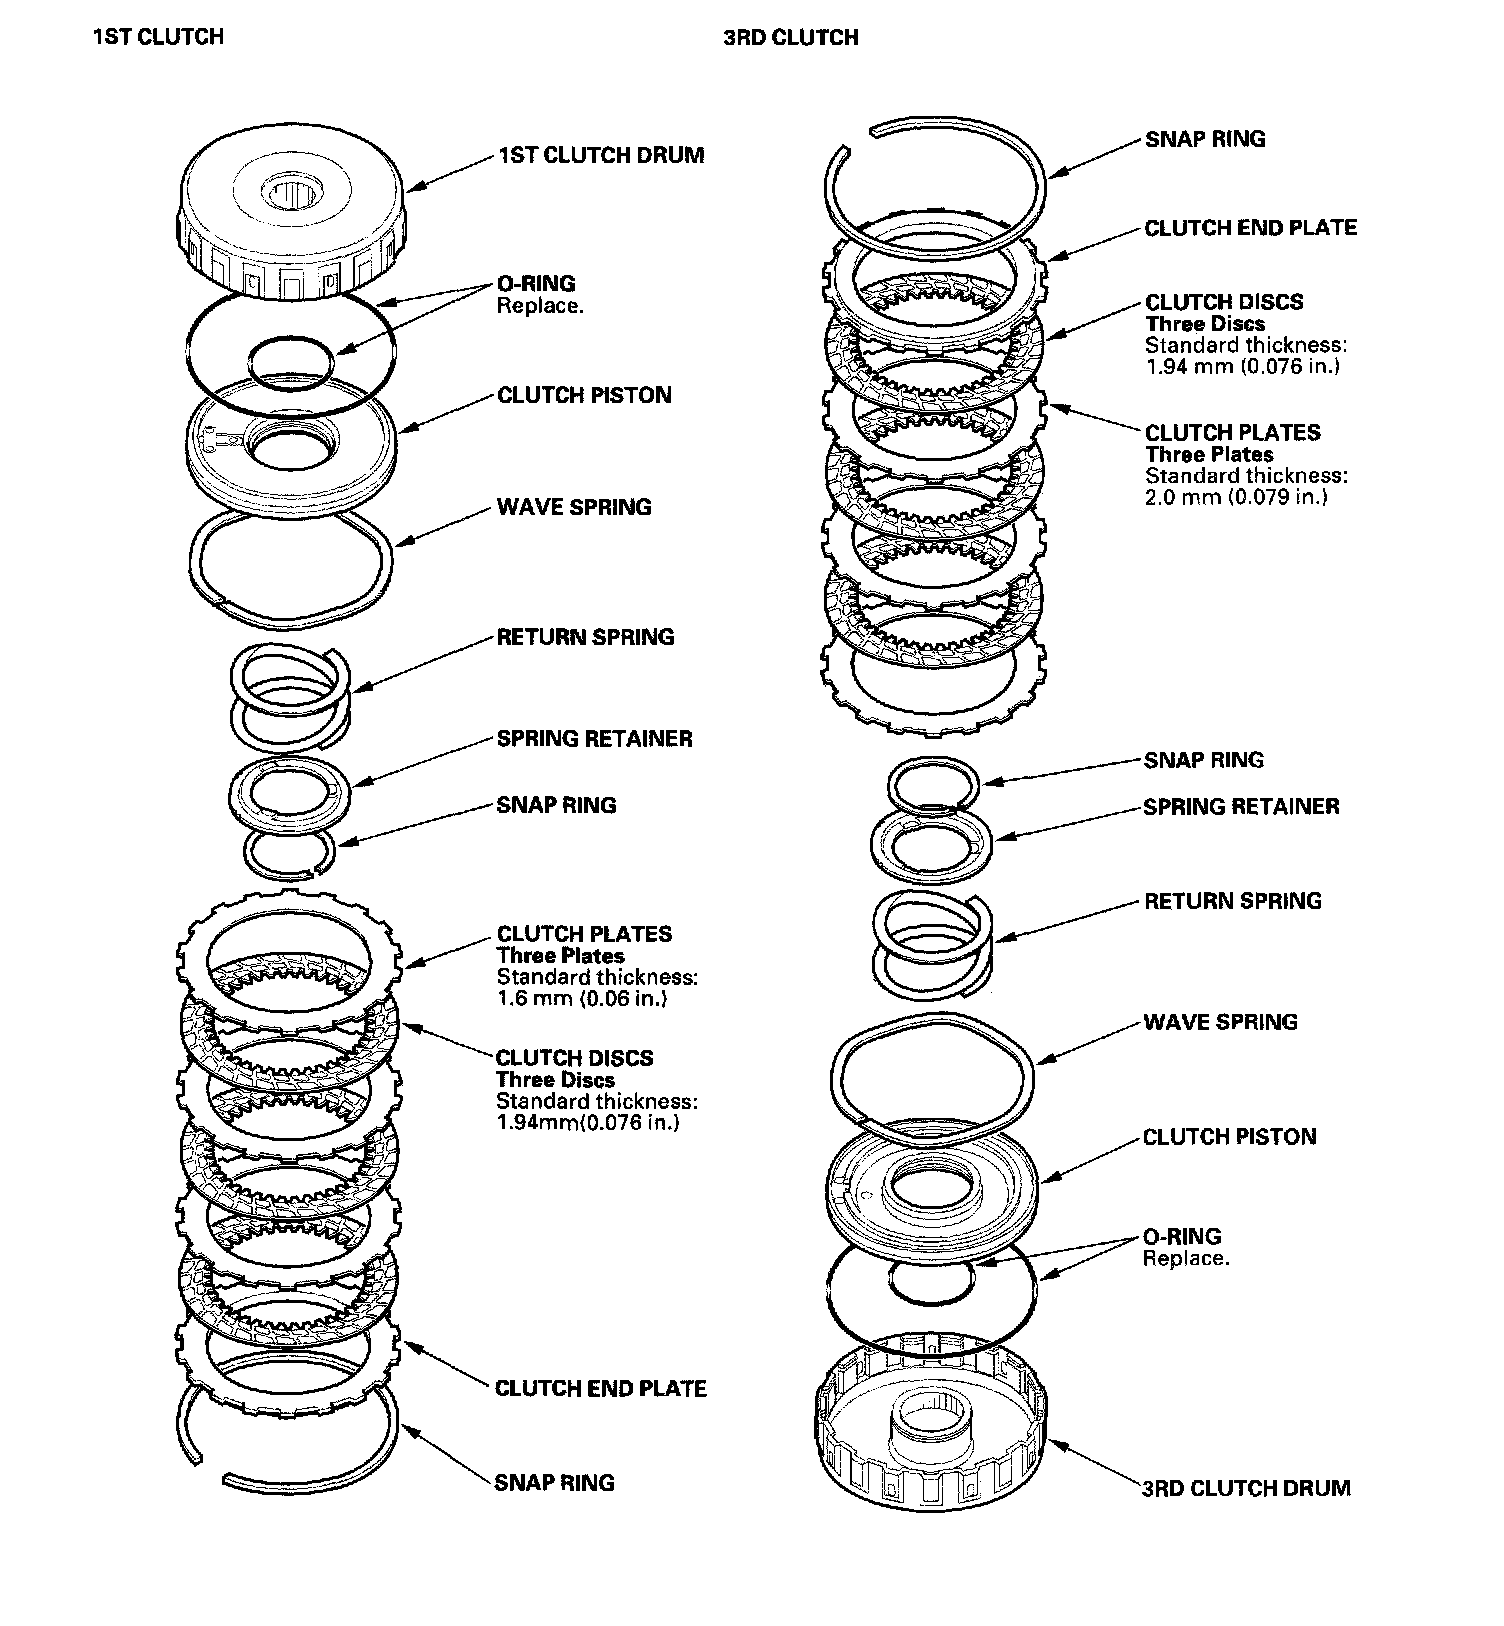 1ST CLUTCH
1ST CLUTCH DRUM
O-RING
Replace.
CLUTCH PISTON
WAVE SPRING
RETURN SPRING
SPRING RETAINER
SNAP RING
CLUTCH PLATES
Three Plates
Standard thickness:
1.6 mm (0.06 in.)
CLUTCH DISCS
Three Discs
Standard thickness:
1.94mm(0.076 in.)
CLUTCH END PLATE
SNAP RING
3RD CLUTCH
SNAP RING
CLUTCH END PLATE
CLUTCH DISCS
Three Discs
Standard thickness:
1.94 mm (0.076 in.)
CLUTCH PLATES
Three Plates
Standard thickness:
2.0 mm (0.079 in.)
SNAP RING
SPRING RETAINER
RETURN SPRING
WAVE SPRING
CLUTCH PISTON
O-RING
Replace.
3RD CLUTCH DRUM